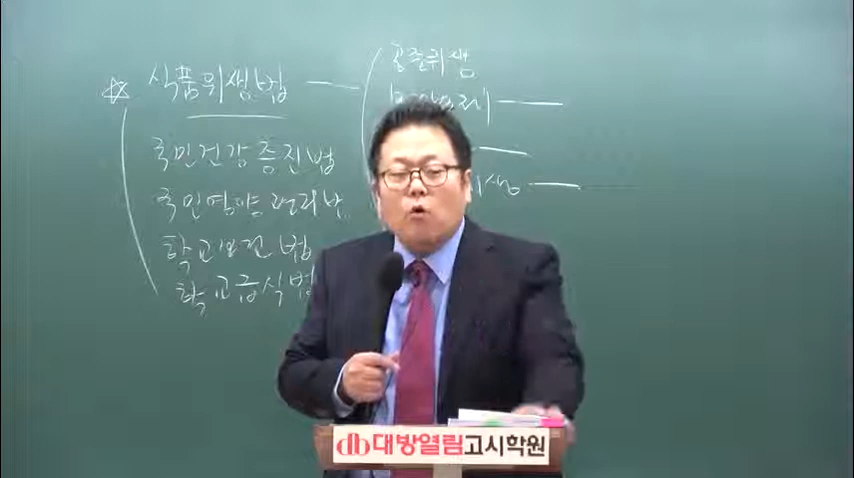 ☆ 식품위생법
국민건강증진법
국민영양관리법
학교보건법
학교급식법
공중위생
db대방열림고시학원